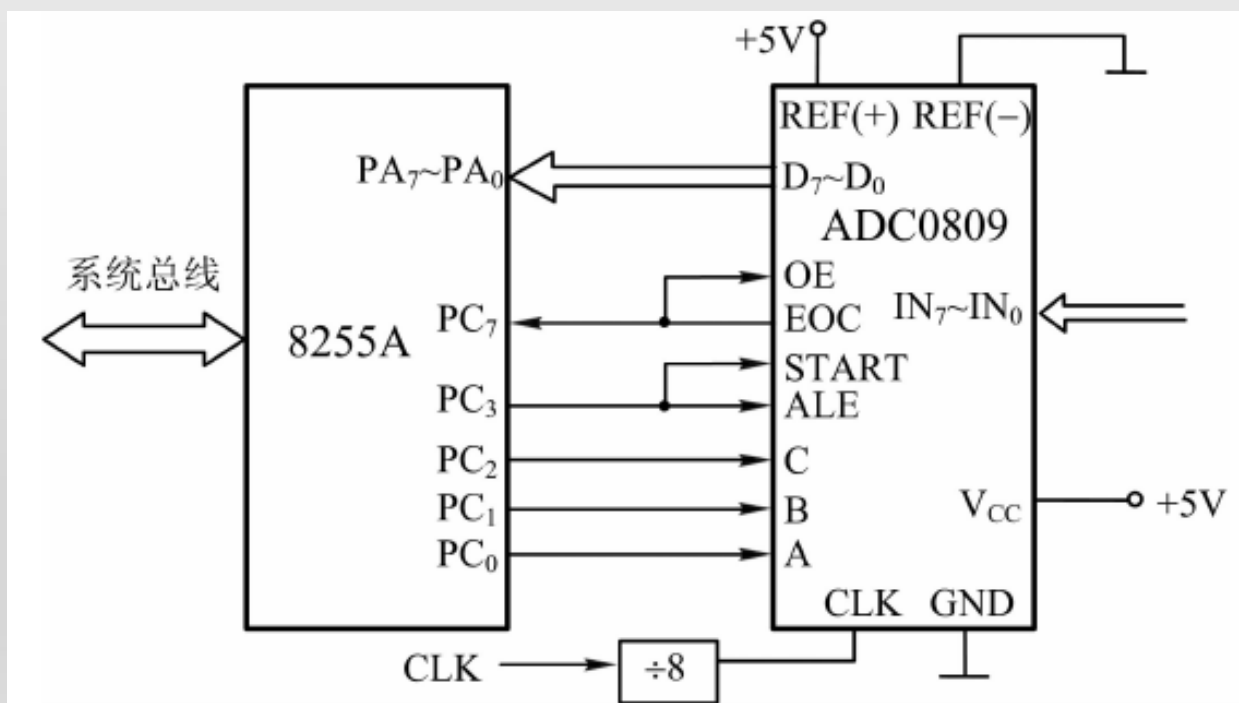 +5V
REF(+) REF(−)
PA₇~PA₀
D₇~D₀
ADC0809
系统总线
OE
PC₇
EOC
IN₇~IN₀
8255A
START
PC₃
ALE
PC₂
C
PC₁
B
V_CC
+5V
PC₀
A
CLK GND
CLK
÷8